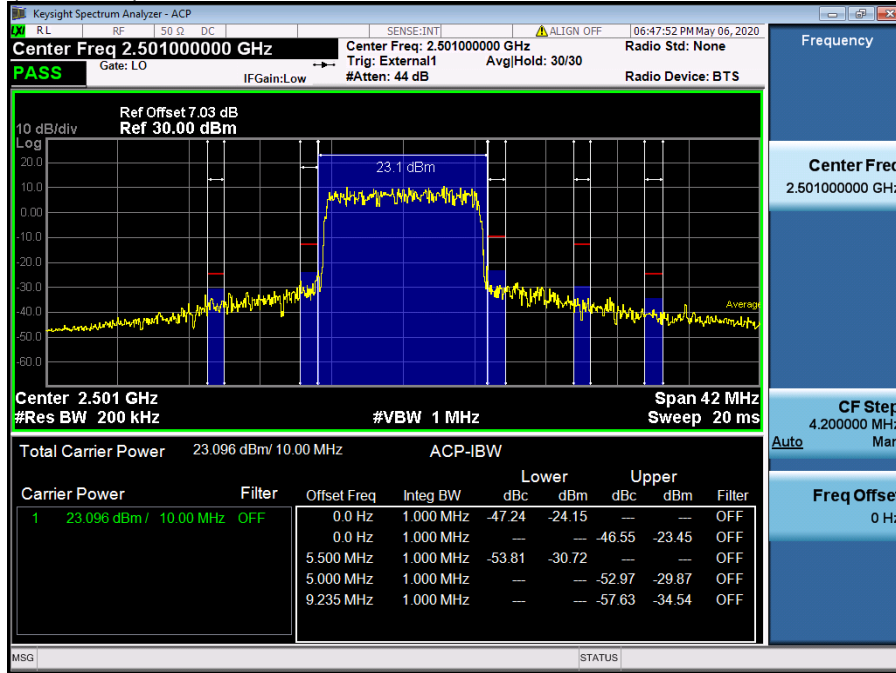 Keysight Spectrum Analyzer - ACP
LXI RL RF 50 Ω DC SENSE:INT ALIGN OFF 06:47:52 PM May 06, 2020
Center Freq 2.501000000 GHz
Center Freq: 2.501000000 GHz Radio Std: None
Gate: LO Trig: External1 Avg|Hold: 30/30
PASS IFGain:Low #Atten: 44 dB Radio Device: BTS
Ref Offset 7.03 dB
10 dB/div Ref 30.00 dBm
Log
20.0
10.0
0.00
-10.0
-20.0
-30.0
-40.0
-50.0
-60.0
23.1 dBm
Average
Center 2.501 GHz Span 42 MHz
#Res BW 200 kHz #VBW 1 MHz Sweep 20 ms
Total Carrier Power 23.096 dBm/ 10.00 MHz ACP-IBW
Lower Upper
Carrier Power Filter Offset Freq Integ BW dBc dBm dBc dBm Filter
1 23.096 dBm / 10.00 MHz OFF 0.0 Hz 1.000 MHz -47.24 -24.15 --- --- OFF
0.0 Hz 1.000 MHz --- --- -46.55 -23.45 OFF
5.500 MHz 1.000 MHz -53.81 -30.72 --- --- OFF
5.000 MHz 1.000 MHz --- --- -52.97 -29.87 OFF
9.235 MHz 1.000 MHz --- --- -57.63 -34.54 OFF
MSG STATUS
Frequency
Center Freq
2.501000000 GHz
CF Step
4.200000 MHz
Auto Man
Freq Offset
0 Hz